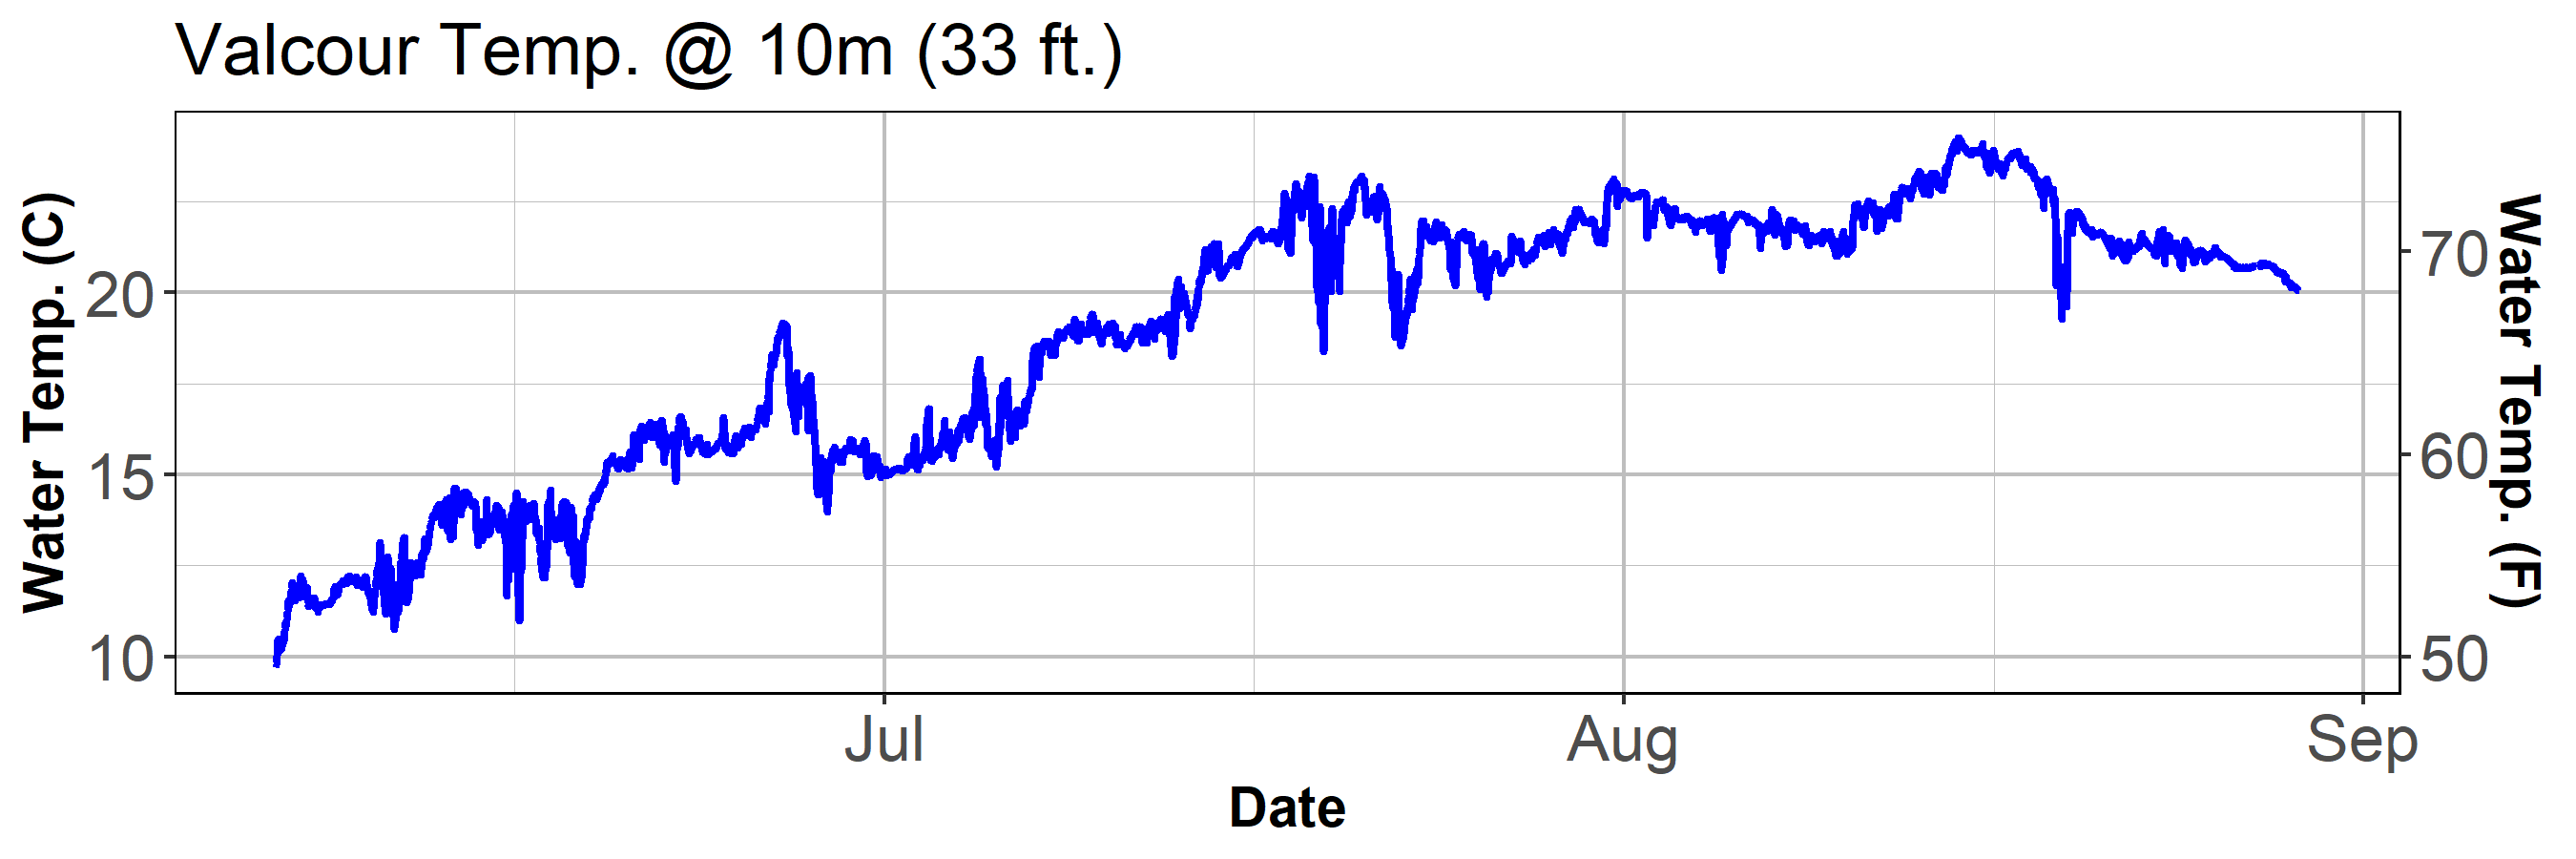 Valcour Temp. @ 10m (33 ft.)
Water Temp. (C)
20
15
10
70
60
50
Water Temp. (F)
Jul
Aug
Sep
Date